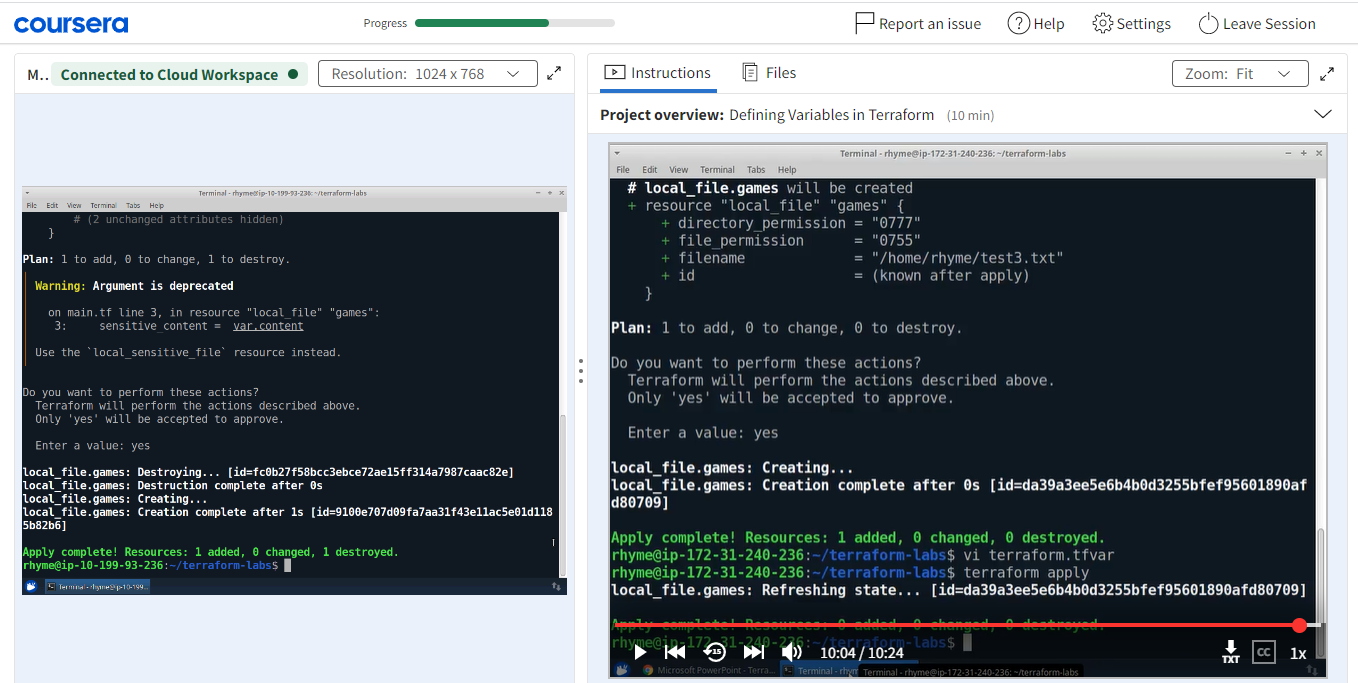 coursera
Progress
Report an issue
Help
Settings
Leave Session
M..
Connected to Cloud Workspace
Resolution: 1024 x 768
Instructions
Files
Zoom: Fit
Project overview: Defining Variables in Terraform (10 min)
Terminal - rhyme@ip-10-199-93-236: ~/terraform-labs
File Edit View Terminal Tabs Help
# (2 unchanged attributes hidden)
}
Plan: 1 to add, 0 to change, 1 to destroy.
Warning: Argument is deprecated
on main.tf line 3, in resource "local_file" "games":
3: sensitive_content = var.content
Use the `local_sensitive_file` resource instead.
Do you want to perform these actions?
Terraform will perform the actions described above.
Only 'yes' will be accepted to approve.
Enter a value: yes
local_file.games: Destroying... [id=fc0b27f58bcc3ebce72ae15ff314a7987caac82e]
local_file.games: Destruction complete after 0s
local_file.games: Creating...
local_file.games: Creation complete after 1s [id=9100e707d09fa7aa31f43e11ac5e01d118
5b82b6]
Apply complete! Resources: 1 added, 0 changed, 1 destroyed.
rhyme@ip-10-199-93-236:~/terraform-labs$
Terminal - rhyme@ip-10-199...
Terminal - rhyme@ip-172-31-240-236: ~/terraform-labs
File Edit View Terminal Tabs Help
# local_file.games will be created
+ resource "local_file" "games" {
+ directory_permission = "0777"
+ file_permission = "0755"
+ filename = "/home/rhyme/test3.txt"
+ id = (known after apply)
}
Plan: 1 to add, 0 to change, 0 to destroy.
Do you want to perform these actions?
Terraform will perform the actions described above.
Only 'yes' will be accepted to approve.
Enter a value: yes
local_file.games: Creating...
local_file.games: Creation complete after 0s [id=da39a3ee5e6b4b0d3255bfef95601890af
d80709]
Apply complete! Resources: 1 added, 0 changed, 0 destroyed.
rhyme@ip-172-31-240-236:~/terraform-labs$ vi terraform.tfvar
rhyme@ip-172-31-240-236:~/terraform-labs$ terraform apply
local_file.games: Refreshing state... [id=da39a3ee5e6b4b0d3255bfef95601890afd80709]
Apply complete! Resources: 0 added, 0 changed, 0 destroyed.
rhyme@ip-172-31-240-236:~/terraform-labs$
15
10:04 / 10:24
TXT
CC
1x
Microsoft PowerPoint - Terra...
Terminal - rhym
Terminal - rhyme@ip-172-31-240-236: ~/terraform-labs